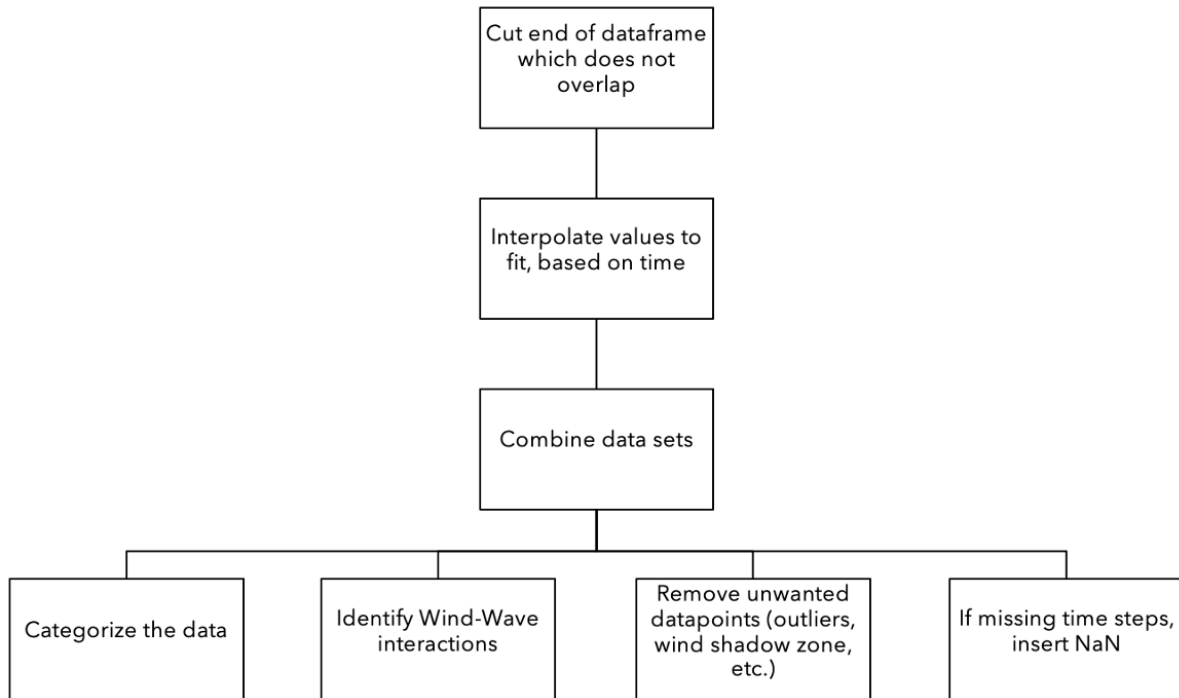 Cut end of dataframe
which does not
overlap
Interpolate values to
fit, based on time
Combine data sets
Categorize the data
Identify Wind-Wave
interactions
Remove unwanted
datapoints (outliers,
wind shadow zone,
etc.)
If missing time steps,
insert NaN